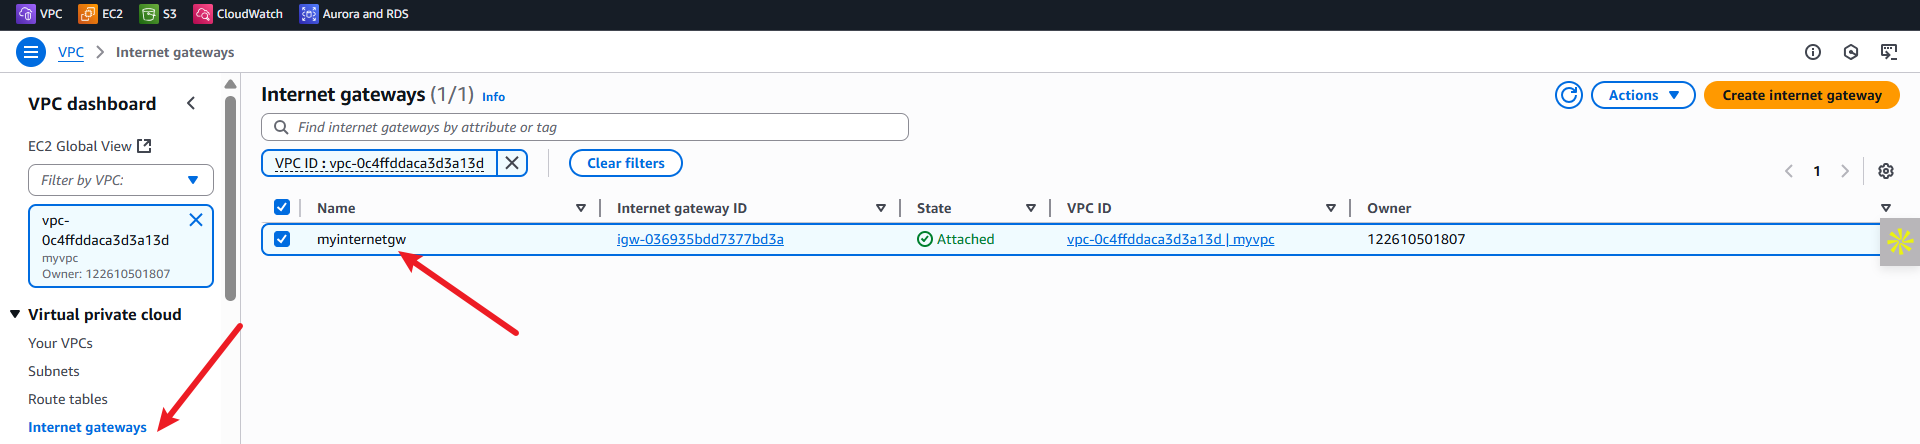 VPC EC2 S3 CloudWatch Aurora and RDS
VPC > Internet gateways
VPC dashboard
EC2 Global View
Filter by VPC:
vpc-
0c4ffddaca3d3a13d
myvpc
Owner: 122610501807
Virtual private cloud
Your VPCs
Subnets
Route tables
Internet gateways
Internet gateways (1/1) Info
Actions
Create internet gateway
Find internet gateways by attribute or tag
VPC ID : vpc-0c4ffddaca3d3a13d
Clear filters
1
Name Internet gateway ID State VPC ID Owner
myinternetgw igw-036935bdd7377bd3a Attached vpc-0c4ffddaca3d3a13d | myvpc 122610501807